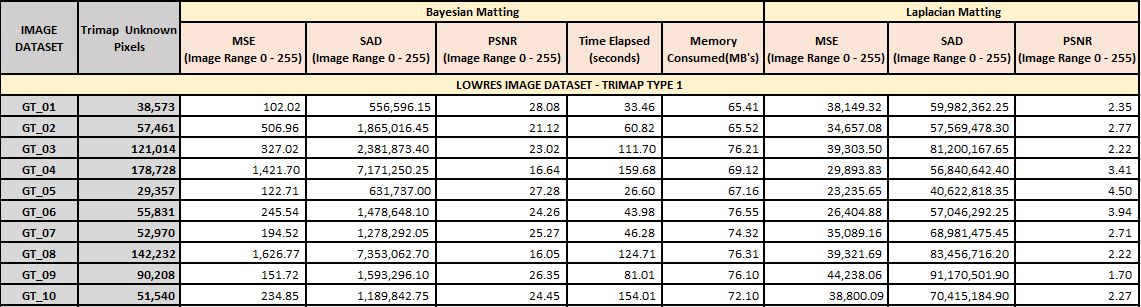 IMAGE DATASET Trimap Unknown Pixels Bayesian Matting Laplacian Matting
MSE (Image Range 0 - 255) SAD (Image Range 0 - 255) PSNR (Image Range 0 - 255) Time Elapsed (seconds) Memory Consumed(MB's) MSE (Image Range 0 - 255) SAD (Image Range 0 - 255) PSNR (Image Range 0 - 255)
LOWRES IMAGE DATASET - TRIMAP TYPE 1
GT_01 38,573 102.02 556,596.15 28.08 33.46 65.41 38,149.32 59,982,362.25 2.35
GT_02 57,461 506.96 1,865,016.45 21.12 60.82 65.52 34,657.08 57,569,478.30 2.77
GT_03 121,014 327.02 2,381,873.40 23.02 111.70 76.21 39,303.50 81,200,167.65 2.22
GT_04 178,728 1,421.70 7,171,250.25 16.64 159.68 69.12 29,893.83 56,840,642.40 3.41
GT_05 29,357 122.71 631,737.00 27.28 26.60 67.16 23,235.65 40,622,818.35 4.50
GT_06 55,831 245.54 1,478,648.10 24.26 43.98 76.55 26,404.88 57,046,292.25 3.94
GT_07 52,970 194.52 1,278,292.05 25.27 46.28 74.32 35,089.16 68,981,475.45 2.71
GT_08 142,232 1,626.77 7,353,062.70 16.05 124.71 76.31 39,321.69 83,456,716.20 2.22
GT_09 90,208 151.72 1,593,296.10 26.35 81.01 76.10 44,238.06 91,170,501.90 1.70
GT_10 51,540 234.85 1,189,842.75 24.45 154.01 72.10 38,800.09 70,415,184.90 2.27